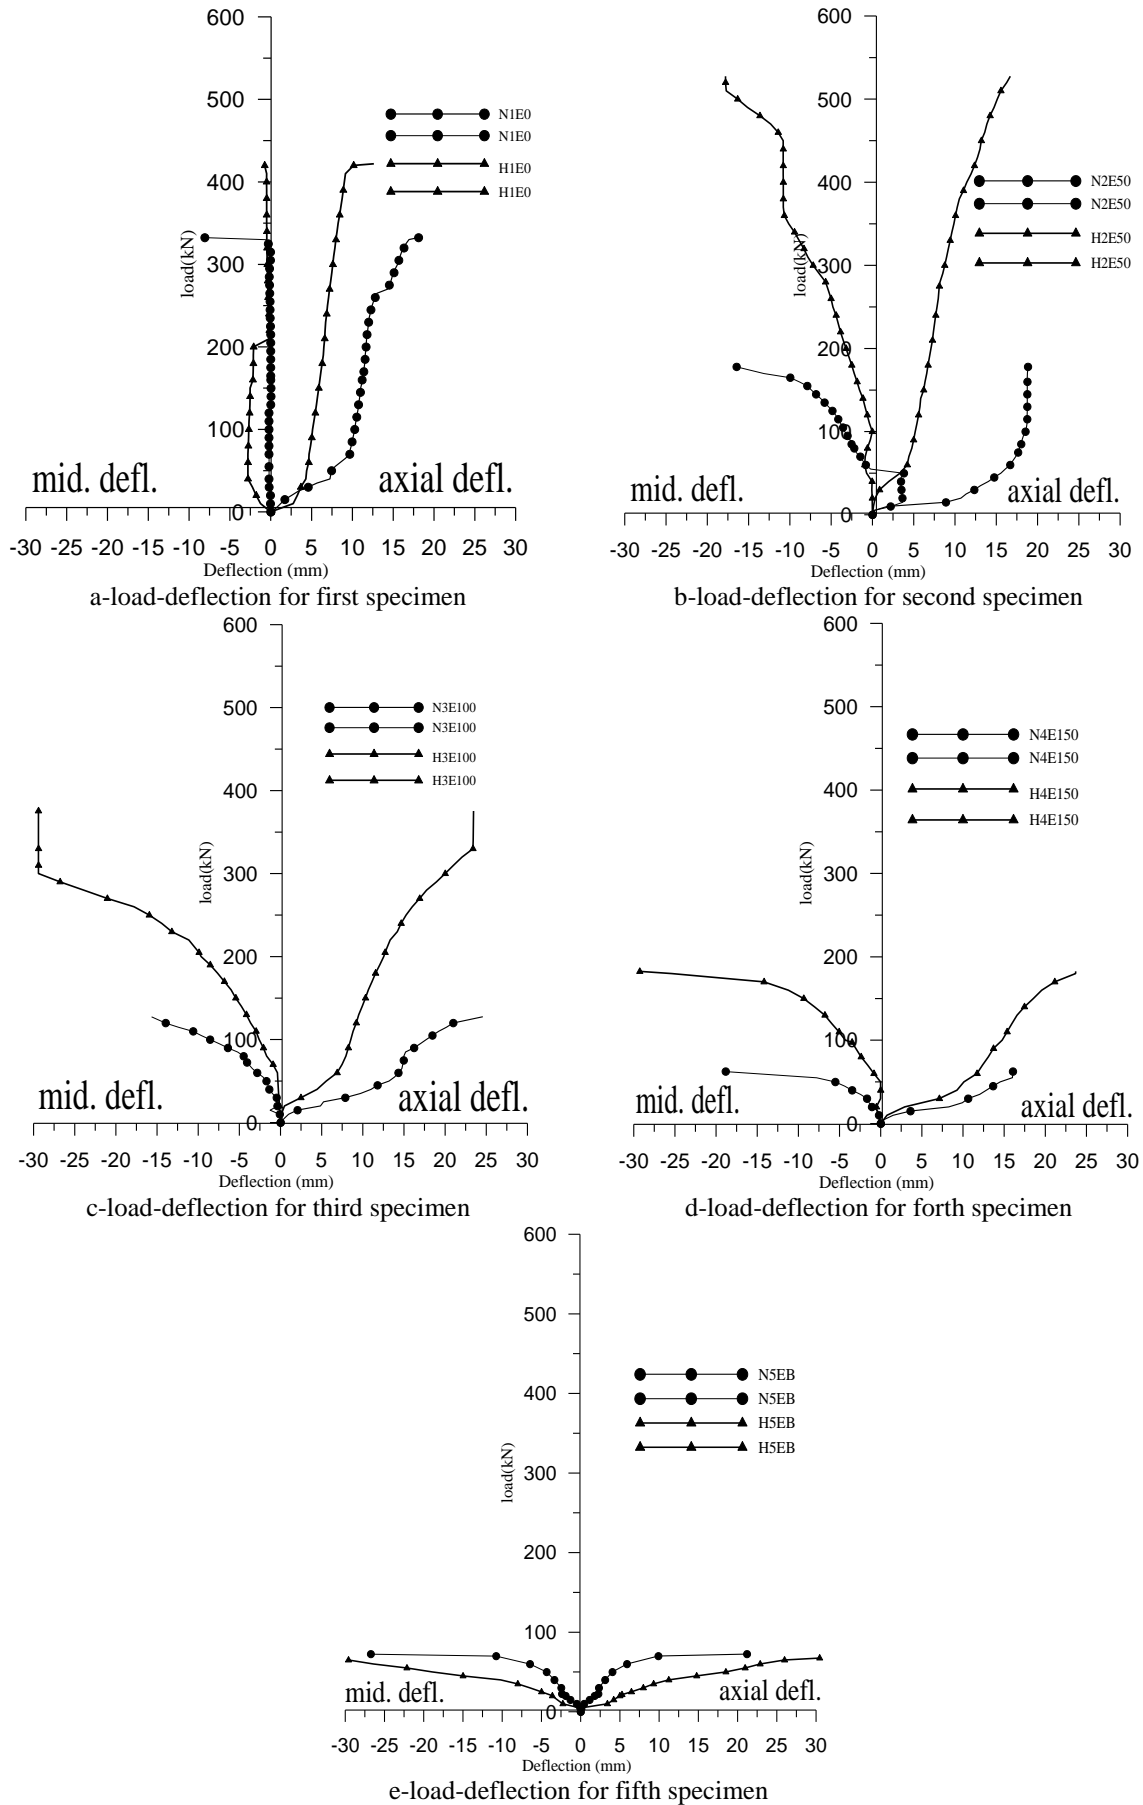 600
500
N1E0
N1E0
H1E0
400
H1E0
load(kN)
300
200
100
mid. defl.
axial defl.
0
-30 -25 -20 -15 -10 -5 0 5 10 15 20 25 30
Deflection (mm)
a-load-deflection for first specimen
600
500
400
N2E50
N2E50
H2E50
H2E50
load(kN)
300
200
100
mid. defl.
axial defl.
0
-30 -25 -20 -15 -10 -5 0 5 10 15 20 25 30
Deflection (mm)
b-load-deflection for second specimen
600
500
N3E100
N3E100
H3E100
H3E100
400
load(kN)
300
200
100
mid. defl.
axial defl.
0
-30 -25 -20 -15 -10 -5 0 5 10 15 20 25 30
Deflection (mm)
c-load-deflection for third specimen
600
500
N4E150
N4E150
H4E150
H4E150
400
load(kN)
300
200
100
mid. defl.
axial defl.
0
-30 -25 -20 -15 -10 -5 0 5 10 15 20 25 30
Deflection (mm)
d-load-deflection for forth specimen
600
500
N5EB
N5EB
H5EB
H5EB
400
load(kN)
300
200
100
mid. defl.
axial defl.
0
-30 -25 -20 -15 -10 -5 0 5 10 15 20 25 30
Deflection (mm)
e-load-deflection for fifth specimen